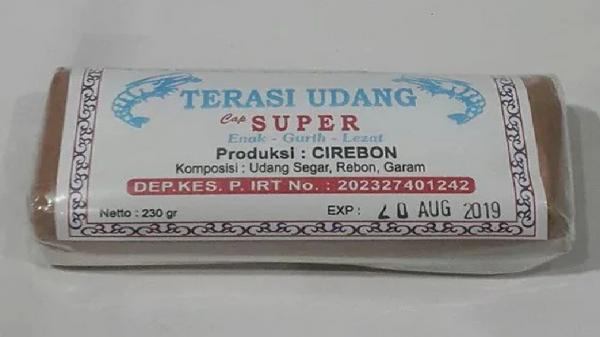 TERASI UDANG
Cap SUPER
Enak - Gurih - Lezat
Produksi : CIREBON
Komposisi : Udang Segar, Rebon, Garam
DEP.KES. P. IRT No. : 202327401242
Netto : 230 gr EXP : 20 AUG 2019